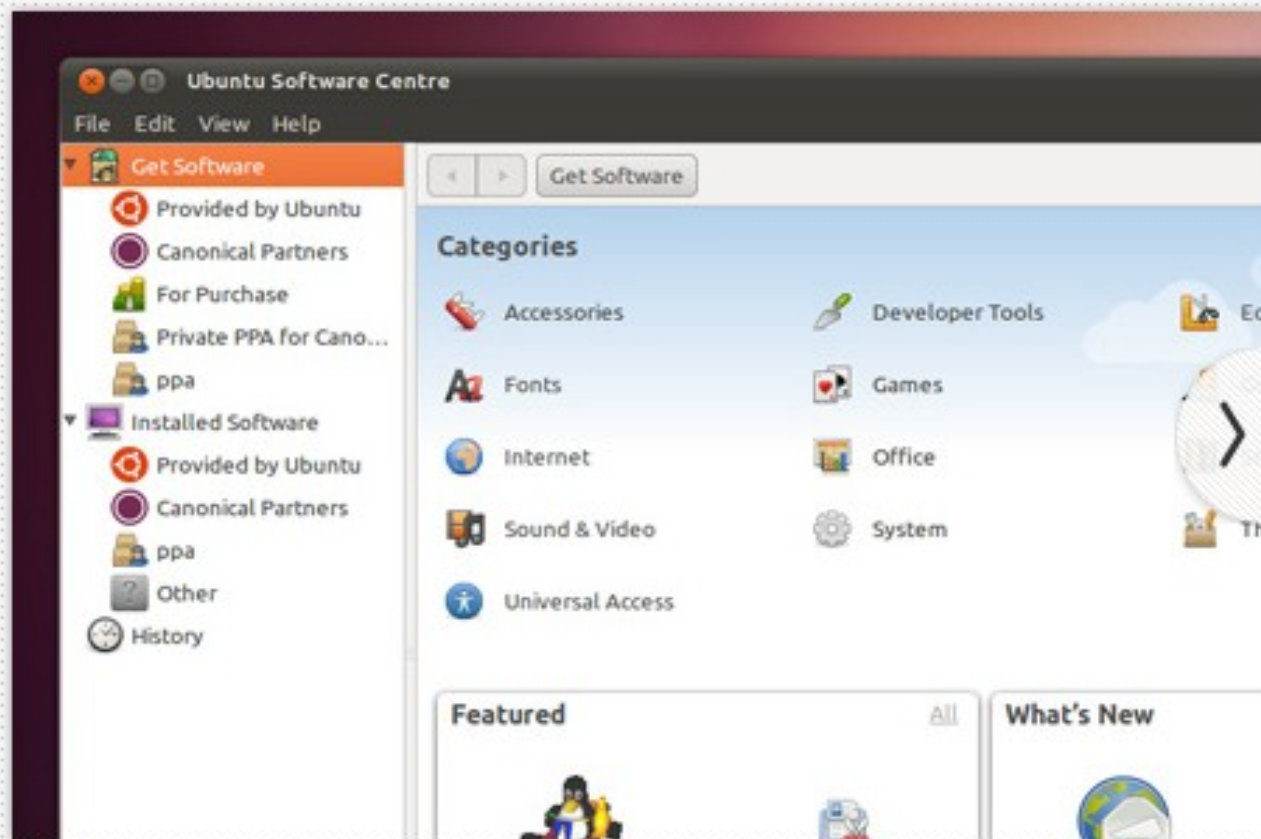 Ubuntu Software Centre
File Edit View Help
Get Software
Provided by Ubuntu
Canonical Partners
For Purchase
Private PPA for Cano...
ppa
Installed Software
Provided by Ubuntu
Canonical Partners
ppa
Other
History
Get Software
Categories
Accessories Developer Tools
Fonts Games
Internet Office
Sound & Video System
Universal Access
Featured All What's New